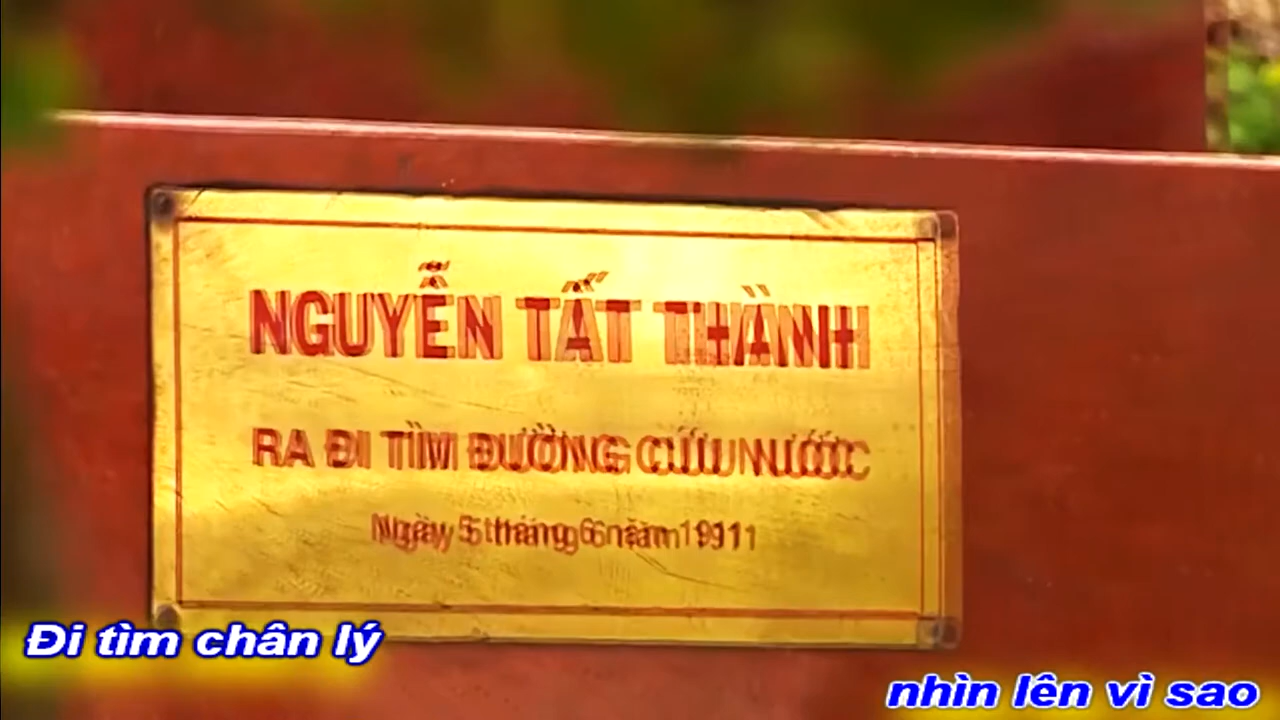 NGUYỄN TẤT THÀNH
RA ĐI TÌM ĐƯỜNG CỨU NƯỚC
Ngày 5 tháng 6 năm 1911
Đi tìm chân lý
nhìn lên vì sao